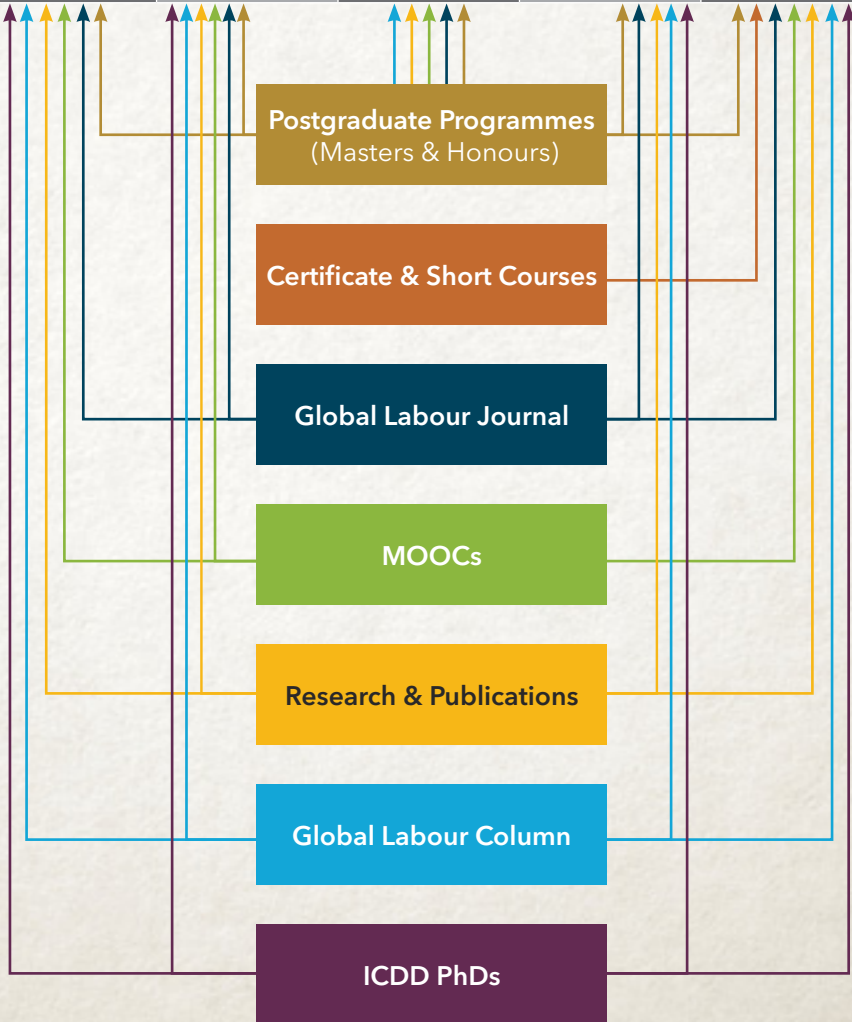 Postgraduate Programmes
(Masters & Honours)
Certificate & Short Courses
Global Labour Journal
MOOCs
Research & Publications
Global Labour Column
ICDD PhDs